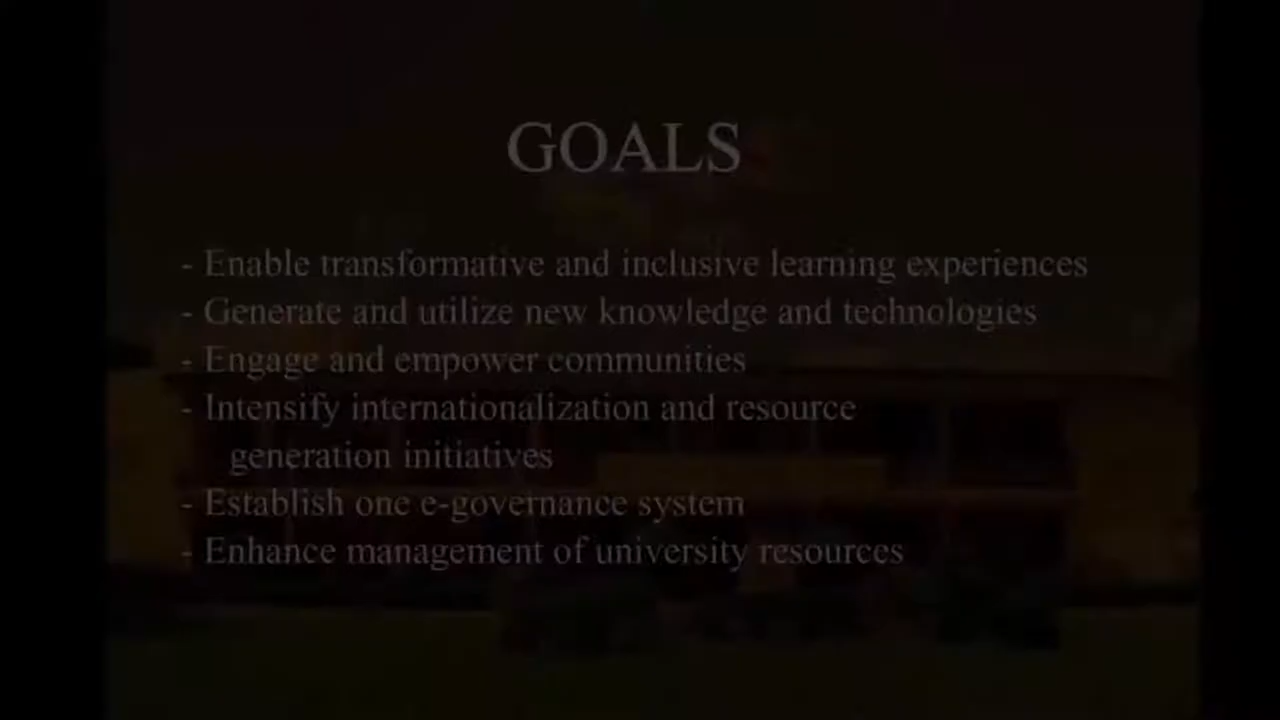 GOALS
- Enable transformative and inclusive learning experiences
- Generate and utilize new knowledge and technologies
- Engage and empower communities
- Intensify internationalization and resource
generation initiatives
- Establish one e-governance system
- Enhance management of university resources